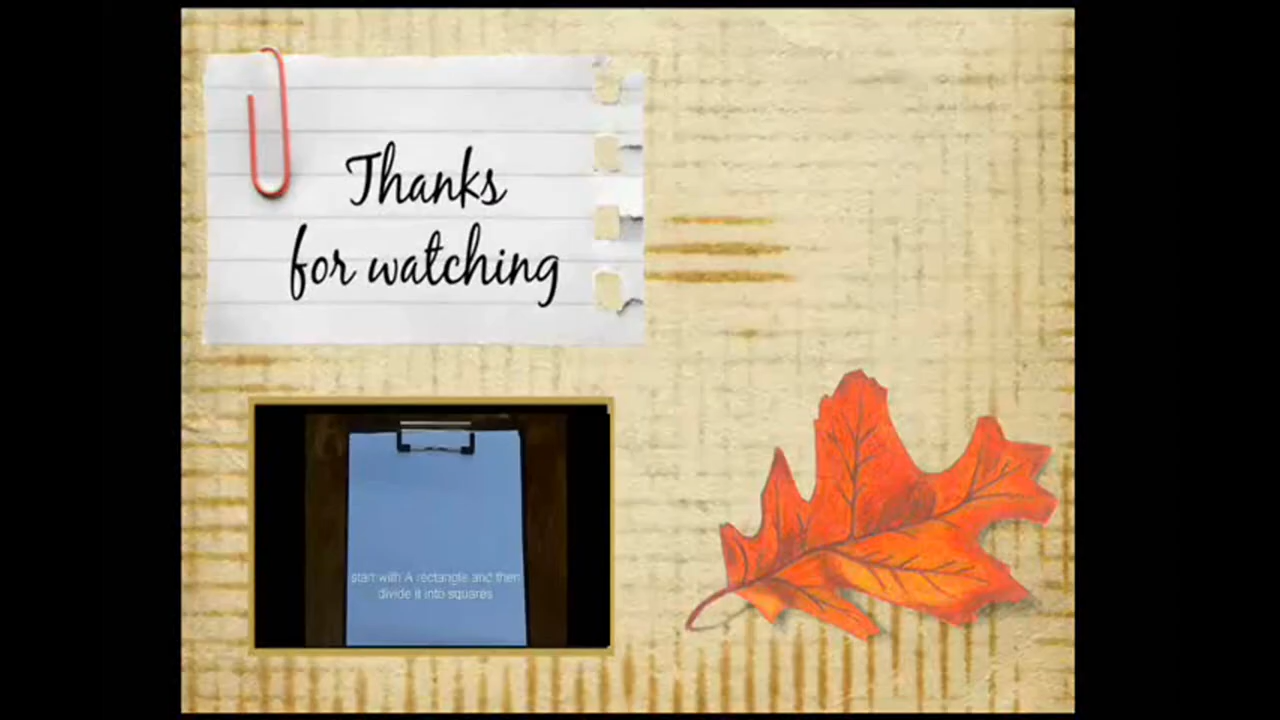 Thanks
for watching
start with A rectangle and then
divide it into squares